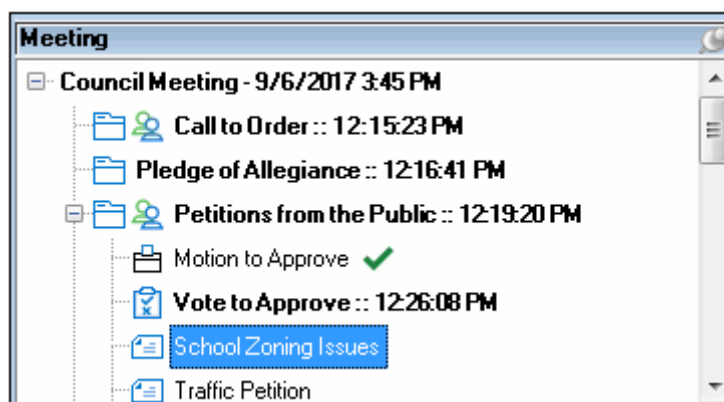 Meeting
Council Meeting - 9/6/2017 3:45 PM
Call to Order :: 12:15:23 PM
Pledge of Allegiance :: 12:16:41 PM
Petitions from the Public :: 12:19:20 PM
Motion to Approve
Vote to Approve :: 12:26:08 PM
School Zoning Issues
Traffic Petition